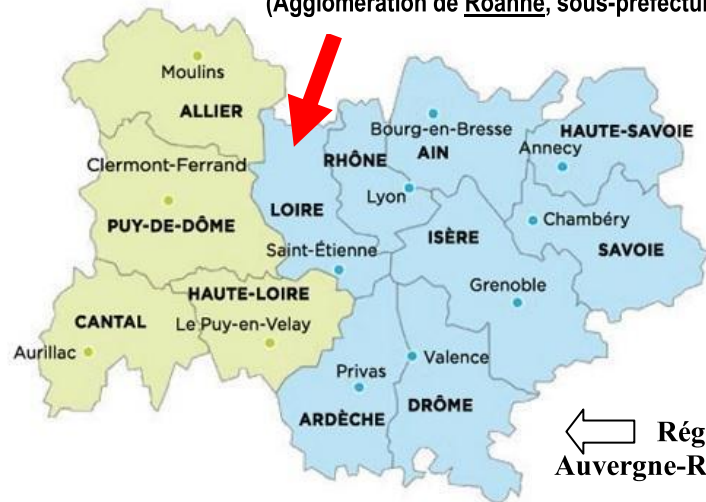 (Agglomération de Roanne, sous-préfectur
Moulins
ALLIER
Bourg-en-Bresse
HAUTE-SAVOIE
RHÔNE
AIN
Annecy
Clermont-Ferrand
Lyon
LOIRE
PUY-DE-DÔME
Chambéry
ISÈRE
SAVOIE
Saint-Étienne
Grenoble
HAUTE-LOIRE
CANTAL
Le Puy-en-Velay
Aurillac
Valence
Privas
DRÔME
ARDÈCHE
Rég
Auvergne-R